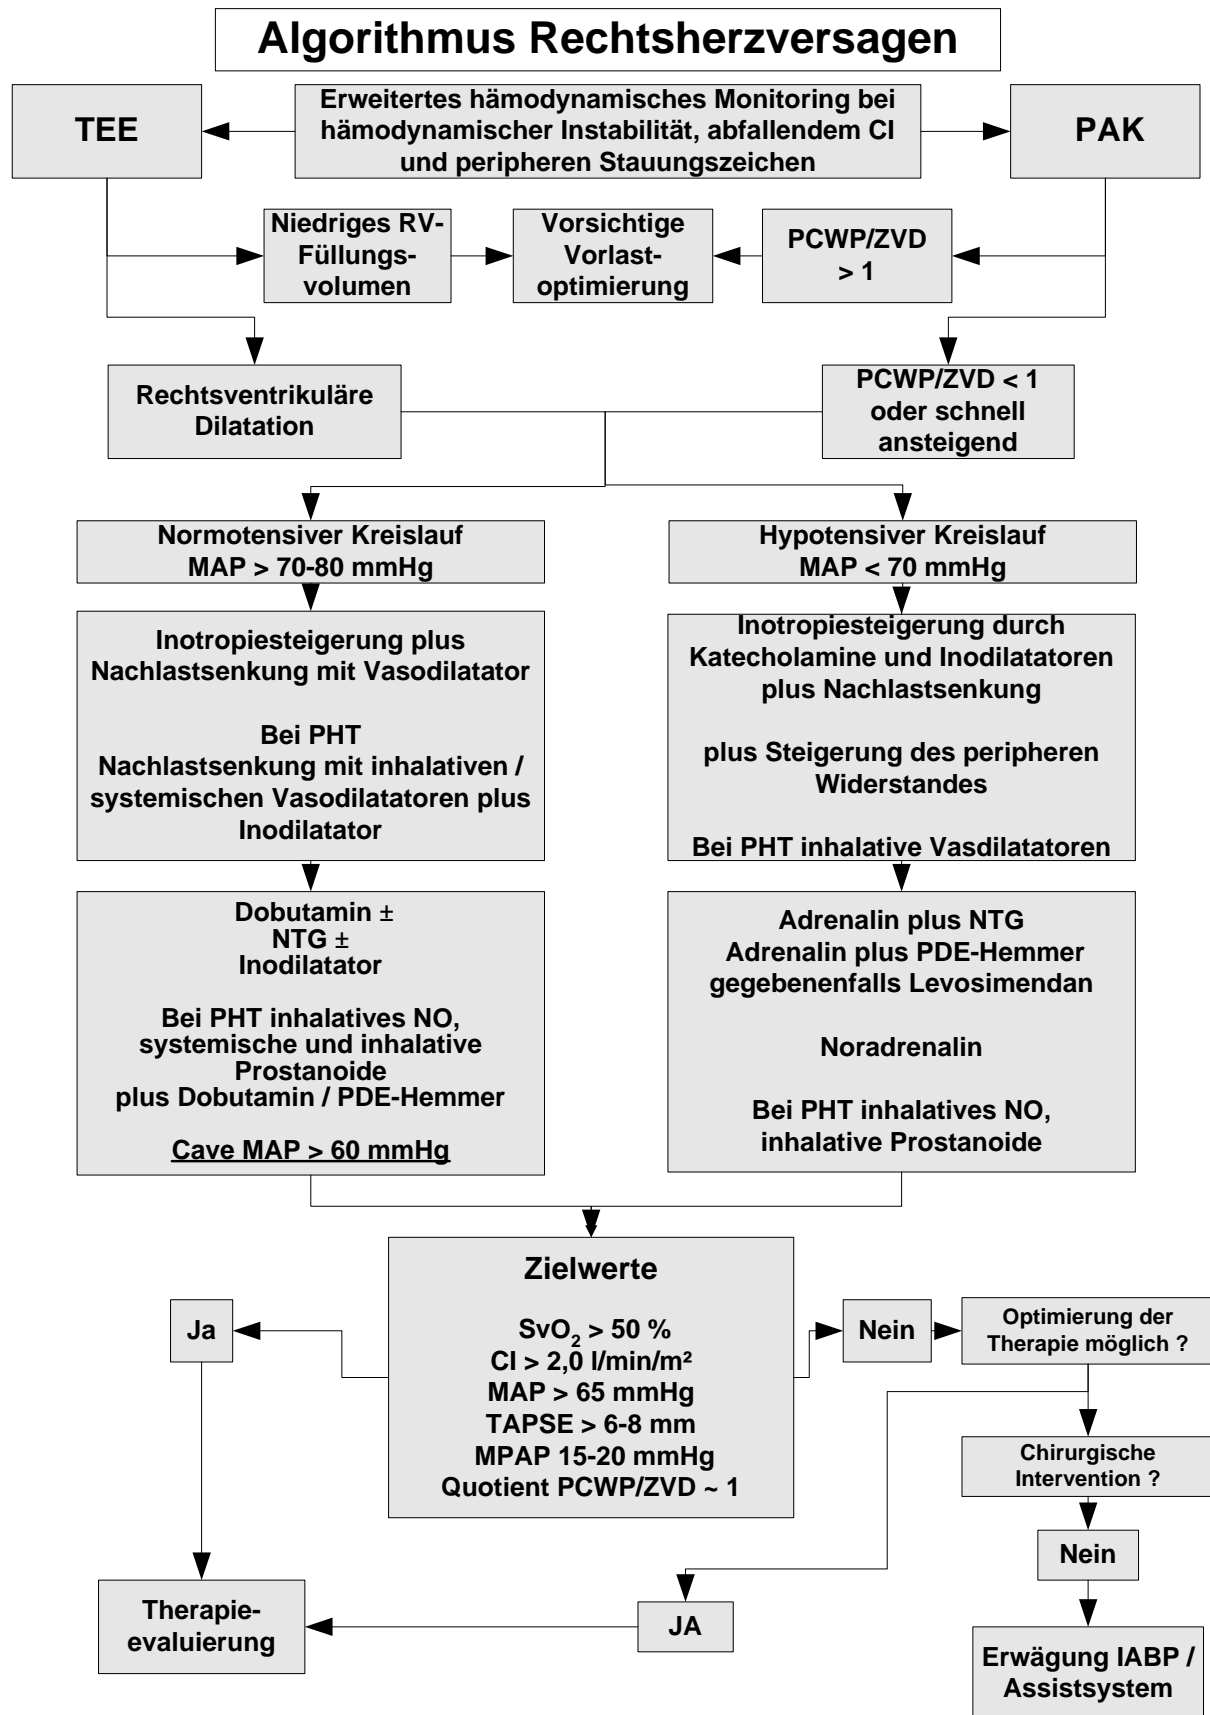 Algorithmus Rechtsherzversagen
TEE
Erweitertes hämodynamisches Monitoring bei
hämodynamischer Instabilität, abfallendem CI
und peripheren Stauungszeichen
PAK
Niedriges RV-
Füllungs-
volumen
Vorsichtige
Vorlast-
optimierung
PCWP/ZVD
> 1
Rechtsventrikuläre
Dilatation
PCWP/ZVD < 1
oder schnell
ansteigend
Normotensiver Kreislauf
MAP > 70-80 mmHg
Hypotensiver Kreislauf
MAP < 70 mmHg
Inotropiesteigerung plus
Nachlastsenkung mit Vasodilatator
Bei PHT
Nachlastsenkung mit inhalativen /
systemischen Vasodilatatoren plus
Inodilatator
Inotropiesteigerung durch
Katecholamine und Inodilatatoren
plus Nachlastsenkung
plus Steigerung des peripheren
Widerstandes
Bei PHT inhalative Vasdilatatoren
Dobutamin ±
NTG ±
Inodilatator
Bei PHT inhalatives NO,
systemische und inhalative
Prostanoide
plus Dobutamin / PDE-Hemmer
Cave MAP > 60 mmHg
Adrenalin plus NTG
Adrenalin plus PDE-Hemmer
gegebenenfalls Levosimendan
Noradrenalin
Bei PHT inhalatives NO,
inhalative Prostanoide
Zielwerte
SvO₂ > 50 %
CI > 2,0 l/min/m²
MAP > 65 mmHg
TAPSE > 6-8 mm
MPAP 15-20 mmHg
Quotient PCWP/ZVD ~ 1
Ja
Nein
Optimierung der
Therapie möglich ?
Chirurgische
Intervention ?
Nein
Therapie-
evaluierung
JA
Erwägung IABP /
Assistsystem